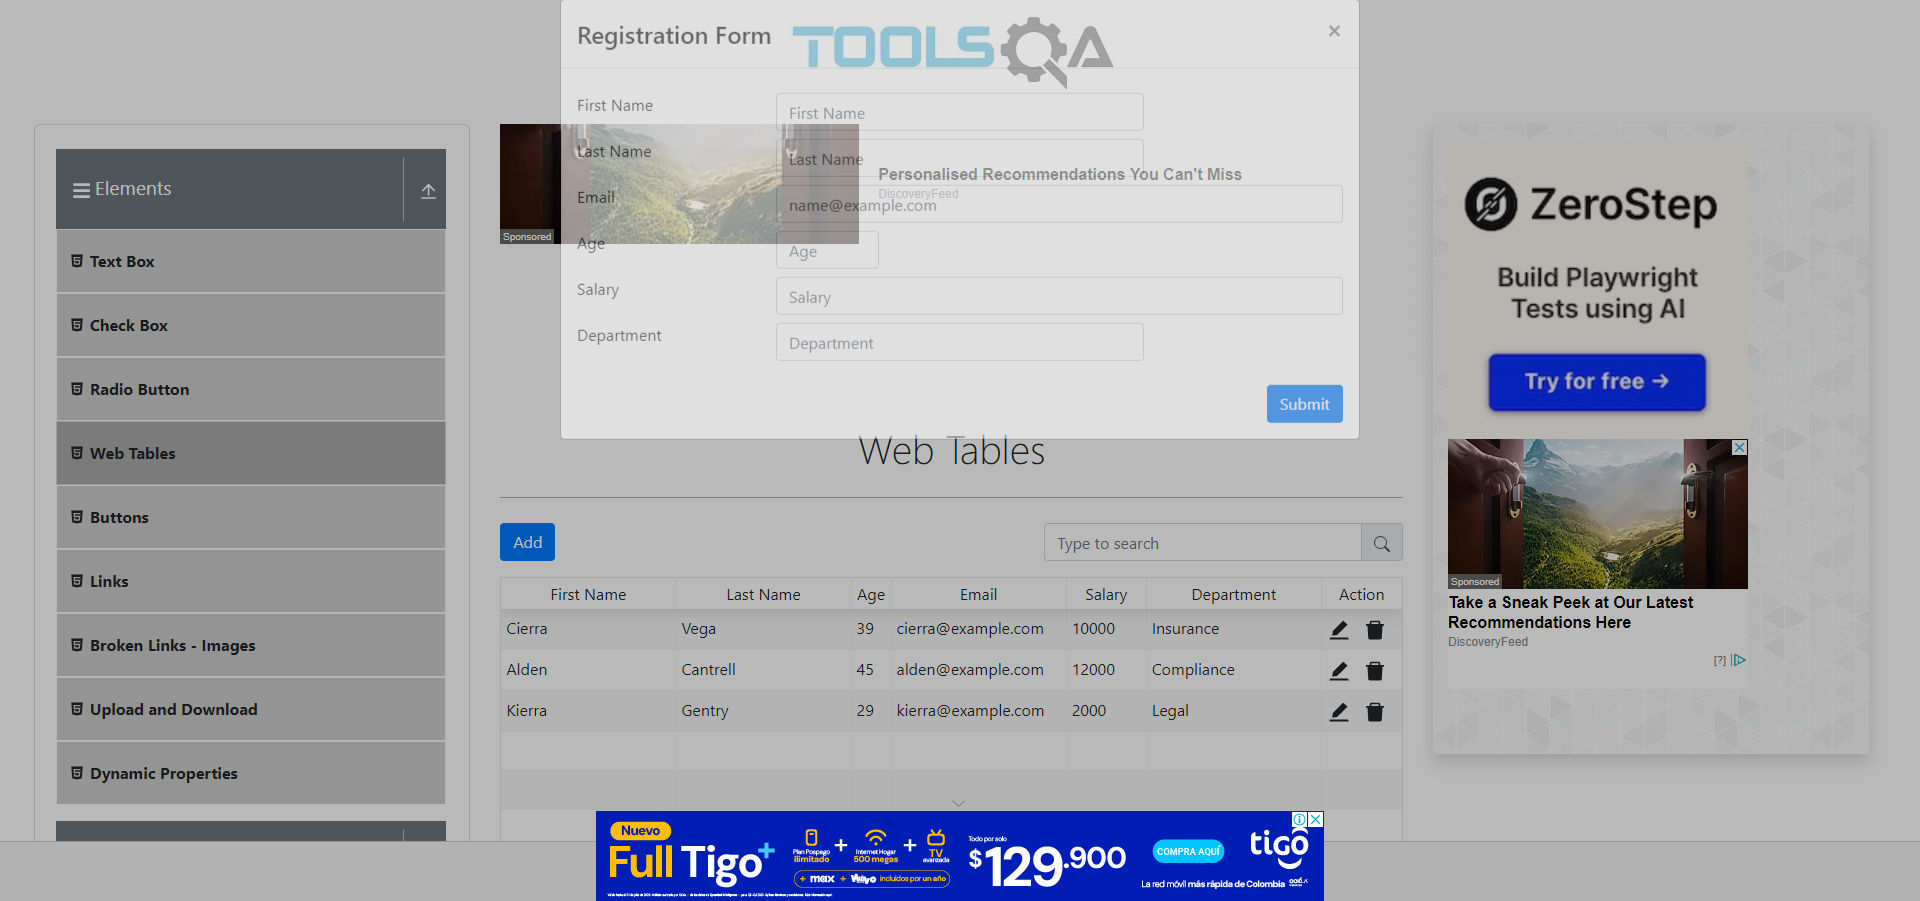 Registration Form
×
TOOLSQA
First Name
First Name
Last Name
Last Name
Email
name@example.com
Age
Age
Salary
Salary
Department
Department
Submit
Sponsored
Personalised Recommendations You Can't Miss
DiscoveryFeed
Elements
Text Box
Check Box
Radio Button
Web Tables
Buttons
Links
Broken Links - Images
Upload and Download
Dynamic Properties
Web Tables
Add
Type to search
First Name Last Name Age Email Salary Department Action
Cierra Vega 39 cierra@example.com 10000 Insurance
Alden Cantrell 45 alden@example.com 12000 Compliance
Kierra Gentry 29 kierra@example.com 2000 Legal
ZeroStep
Build Playwright
Tests using AI
Try for free →
Sponsored
Take a Sneak Peek at Our Latest
Recommendations Here
DiscoveryFeed
[?]
Nuevo
Full Tigo+
Plan Pospago
ilimitado
+
Internet Hogar
500 megas
+
TV
avanzada
+ max + incluidos por un año
Todo por solo
$129.900
COMPRA AQUÍ
tigo
La red móvil más rápida de Colombia